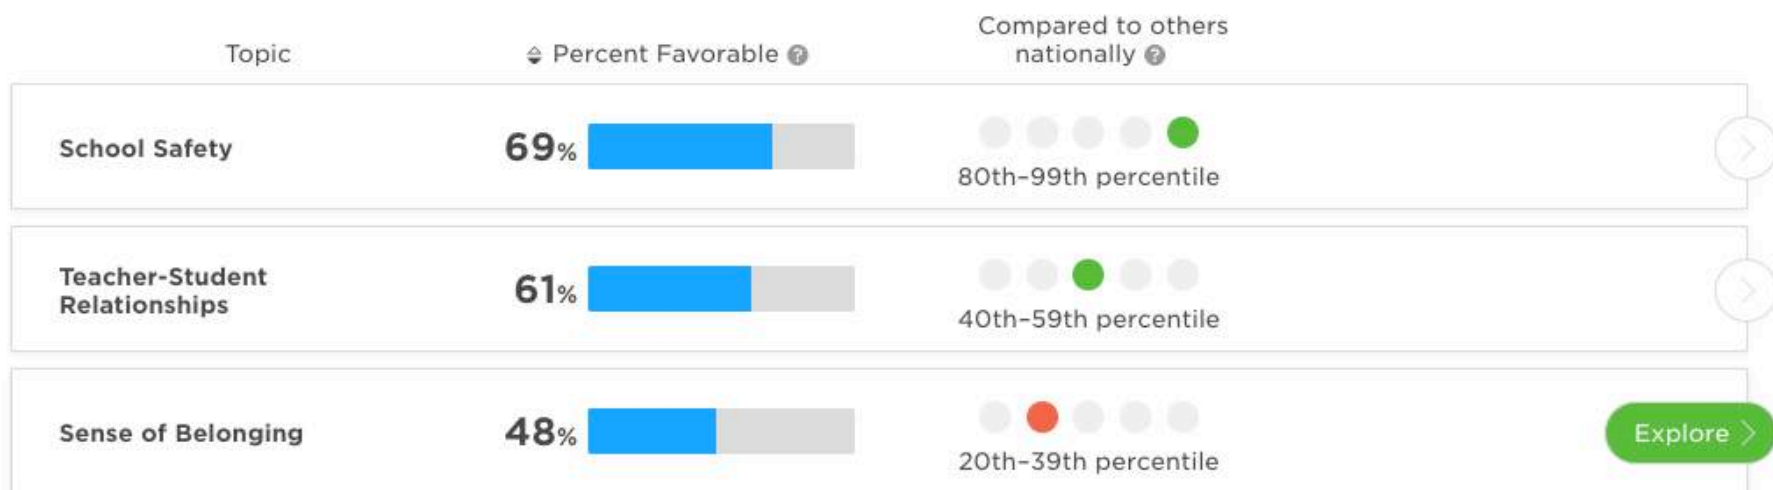 Topic
Percent Favorable ?
Compared to others
nationally ?
School Safety
69%
80th–99th percentile
Teacher-Student
Relationships
61%
40th–59th percentile
Sense of Belonging
48%
20th–39th percentile
Explore